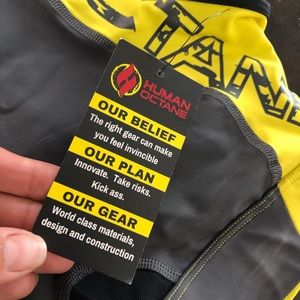 TANE
HUMAN
OCTANE
OUR BELIEF
The right gear can make
you feel invincible
OUR PLAN
Innovate. Take risks.
Kick ass.
OUR GEAR
World class materials,
design and construction